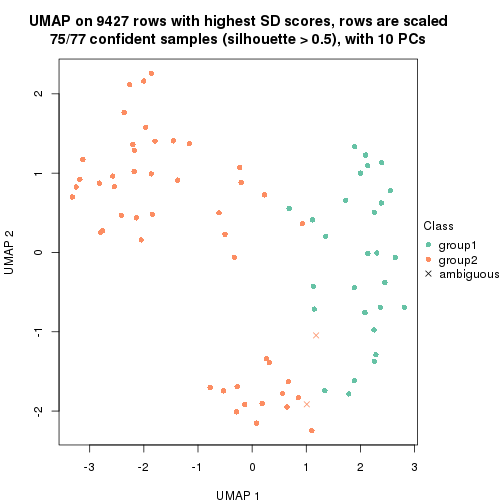 UMAP on 9427 rows with highest SD scores, rows are scaled
75/77 confident samples (silhouette > 0.5), with 10 PCs
UMAP 2
2
1
0
-1
-2
-3
-2
-1
0
1
2
3
UMAP 1
Class
group1
group2
ambiguous